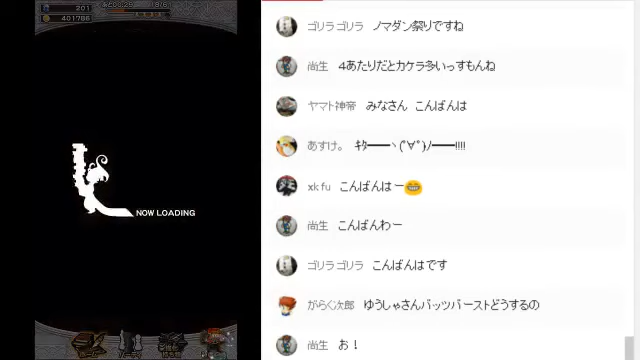 201
401786
NOW LOADING
ゴリラゴリラ ノマダン祭りですね
尚生 4あたりだとカケラ多いっすもんね
ヤマト神帝 みなさん こんばんは
あすけ。 ｷﾀ━━ヽ(ﾟ∀ﾟ)ﾉ━━!!!!
xk fu こんばんはー😁
尚生 こんばんわー
ゴリラゴリラ こんばんはです
がらく次郎 ゆうしゃさんバッツバーストどうするの
尚生 お！